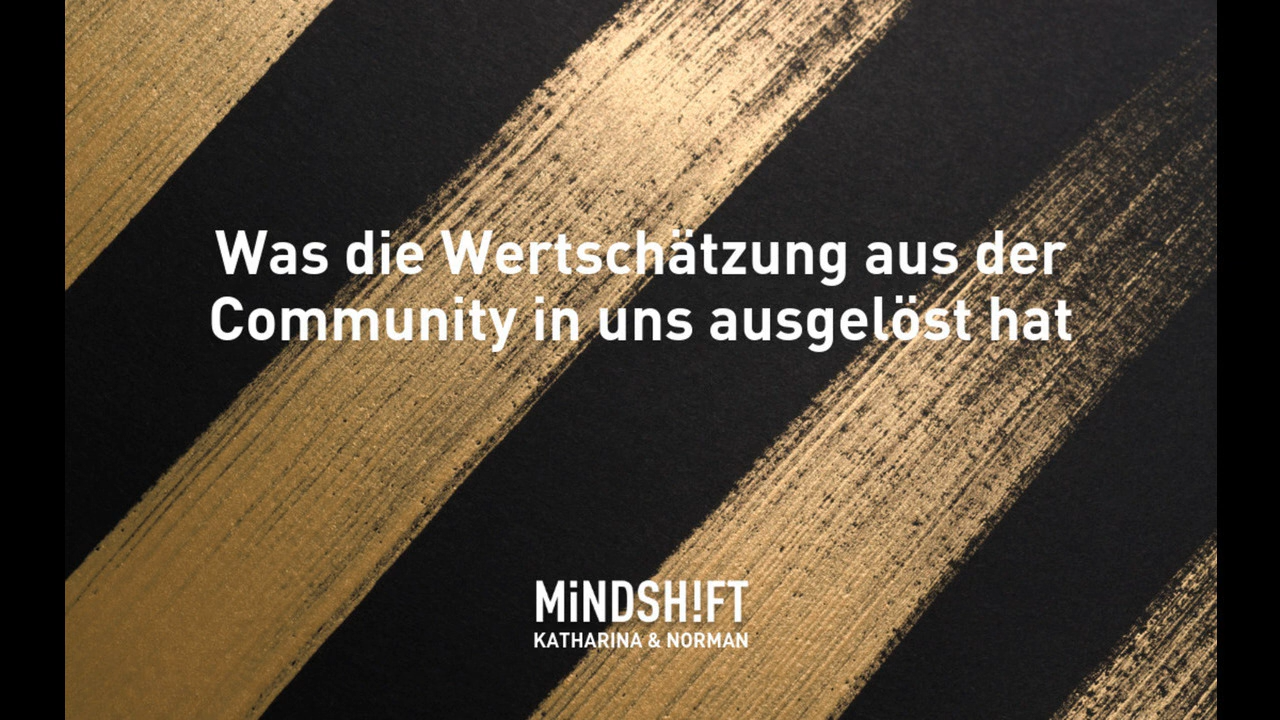 Was die Wertschätzung aus der
Community in uns ausgelöst hat
MiNDSH!FT
KATHARINA & NORMAN